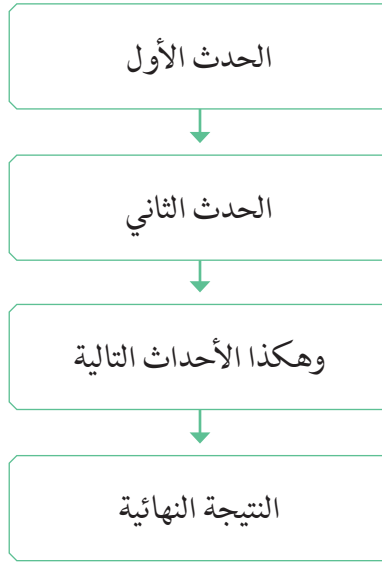 الحدث الأول
الحدث الثاني
وهكذا الأحداث التالية
النتيجة النهائية